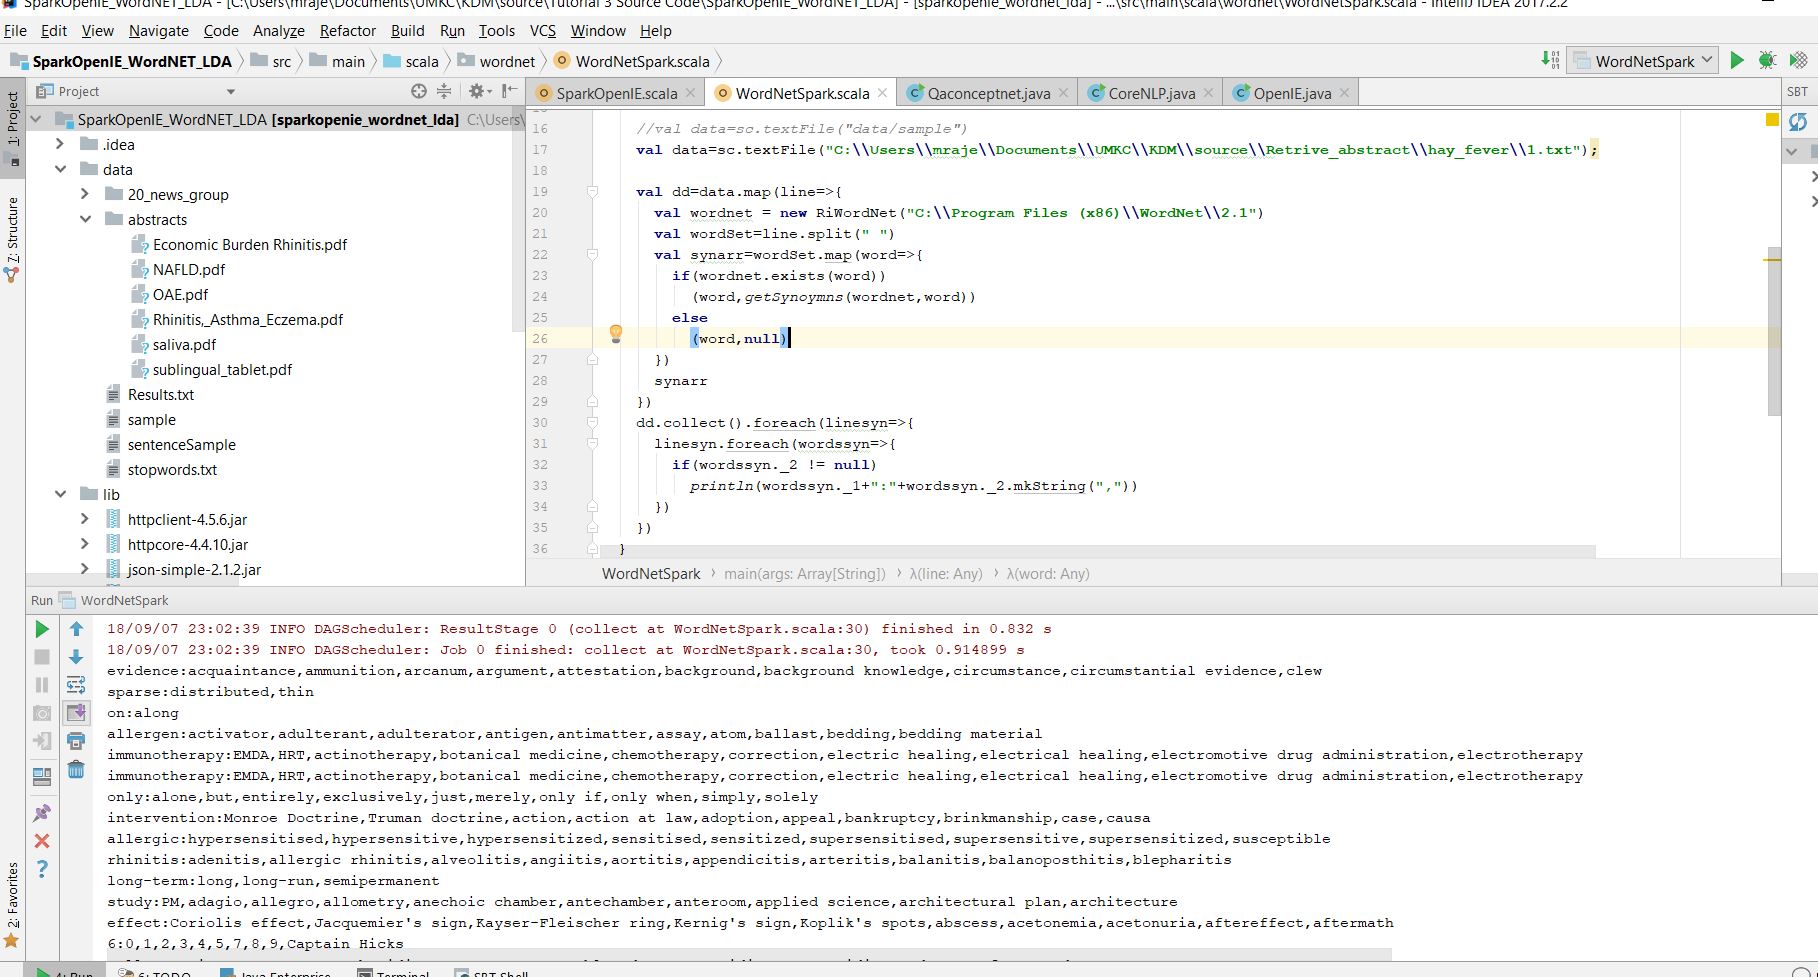 SparkOpenIE_WordNET_LDA - [C:\Users\mraje\Documents\UMKC\KDM\source\Tutorial 3 Source Code\SparkOpenIE_WordNET_LDA] - [sparkopenie_wordnet_lda] - ...\src\main\scala\wordnet\WordNetSpark.scala - IntelliJ IDEA 2017.2.2
File Edit View Navigate Code Analyze Refactor Build Run Tools VCS Window Help
SparkOpenIE_WordNET_LDA src main scala wordnet WordNetSpark.scala WordNetSpark
Project SparkOpenIE.scala WordNetSpark.scala Qaconceptnet.java CoreNLP.java OpenIE.java SBT
1: Project
7: Structure
2: Favorites
SparkOpenIE_WordNET_LDA [sparkopenie_wordnet_lda] C:\Users\
.idea
data
20_news_group
abstracts
Economic Burden Rhinitis.pdf
NAFLD.pdf
OAE.pdf
Rhinitis,_Asthma_Eczema.pdf
saliva.pdf
sublingual_tablet.pdf
Results.txt
sample
sentenceSample
stopwords.txt
lib
httpclient-4.5.6.jar
httpcore-4.4.10.jar
json-simple-2.1.2.jar
16 //val data=sc.textFile("data/sample")
17 val data=sc.textFile("C:\\Users\\mraje\\Documents\\UMKC\\KDM\\source\\Retrive_abstract\\hay_fever\\1.txt");
18
19 val dd=data.map(line=>{
20 val wordnet = new RiWordNet("C:\\Program Files (x86)\\WordNet\\2.1")
21 val wordSet=line.split(" ")
22 val synarr=wordSet.map(word=>{
23 if(wordnet.exists(word))
24 (word,getSynoymns(wordnet,word))
25 else
26 (word,null)
27 })
28 synarr
29 })
30 dd.collect().foreach(linesyn=>{
31 linesyn.foreach(wordssyn=>{
32 if(wordssyn._2 != null)
33 println(wordssyn._1+":"+wordssyn._2.mkString(","))
34 })
35 })
36 }
WordNetSpark main(args: Array[String]) λ(line: Any) λ(word: Any)
Run WordNetSpark
18/09/07 23:02:39 INFO DAGScheduler: ResultStage 0 (collect at WordNetSpark.scala:30) finished in 0.832 s
18/09/07 23:02:39 INFO DAGScheduler: Job 0 finished: collect at WordNetSpark.scala:30, took 0.914899 s
evidence:acquaintance,ammunition,arcanum,argument,attestation,background,background knowledge,circumstance,circumstantial evidence,clew
sparse:distributed,thin
on:along
allergen:activator,adulterant,adulterator,antigen,antimatter,assay,atom,ballast,bedding,bedding material
immunotherapy:EMDA,HRT,actinotherapy,botanical medicine,chemotherapy,correction,electric healing,electrical healing,electromotive drug administration,electrotherapy
immunotherapy:EMDA,HRT,actinotherapy,botanical medicine,chemotherapy,correction,electric healing,electrical healing,electromotive drug administration,electrotherapy
only:alone,but,entirely,exclusively,just,merely,only if,only when,simply,solely
intervention:Monroe Doctrine,Truman doctrine,action,action at law,adoption,appeal,bankruptcy,brinkmanship,case,causa
allergic:hypersensitised,hypersensitive,hypersensitized,sensitised,sensitized,supersensitised,supersensitive,supersensitized,susceptible
rhinitis:adenitis,allergic rhinitis,alveolitis,angiitis,aortitis,appendicitis,arteritis,balanitis,balanoposthitis,blepharitis
long-term:long,long-run,semipermanent
study:PM,adagio,allegro,allometry,anechoic chamber,antechamber,anteroom,applied science,architectural plan,architecture
effect:Coriolis effect,Jacquemier's sign,Kayser-Fleischer ring,Kernig's sign,Koplik's spots,abscess,acetonemia,acetonuria,aftereffect,aftermath
6:0,1,2,3,4,5,7,8,9,Captain Hicks
4: Run 6: TODO Java Enterprise Terminal SBT Shell